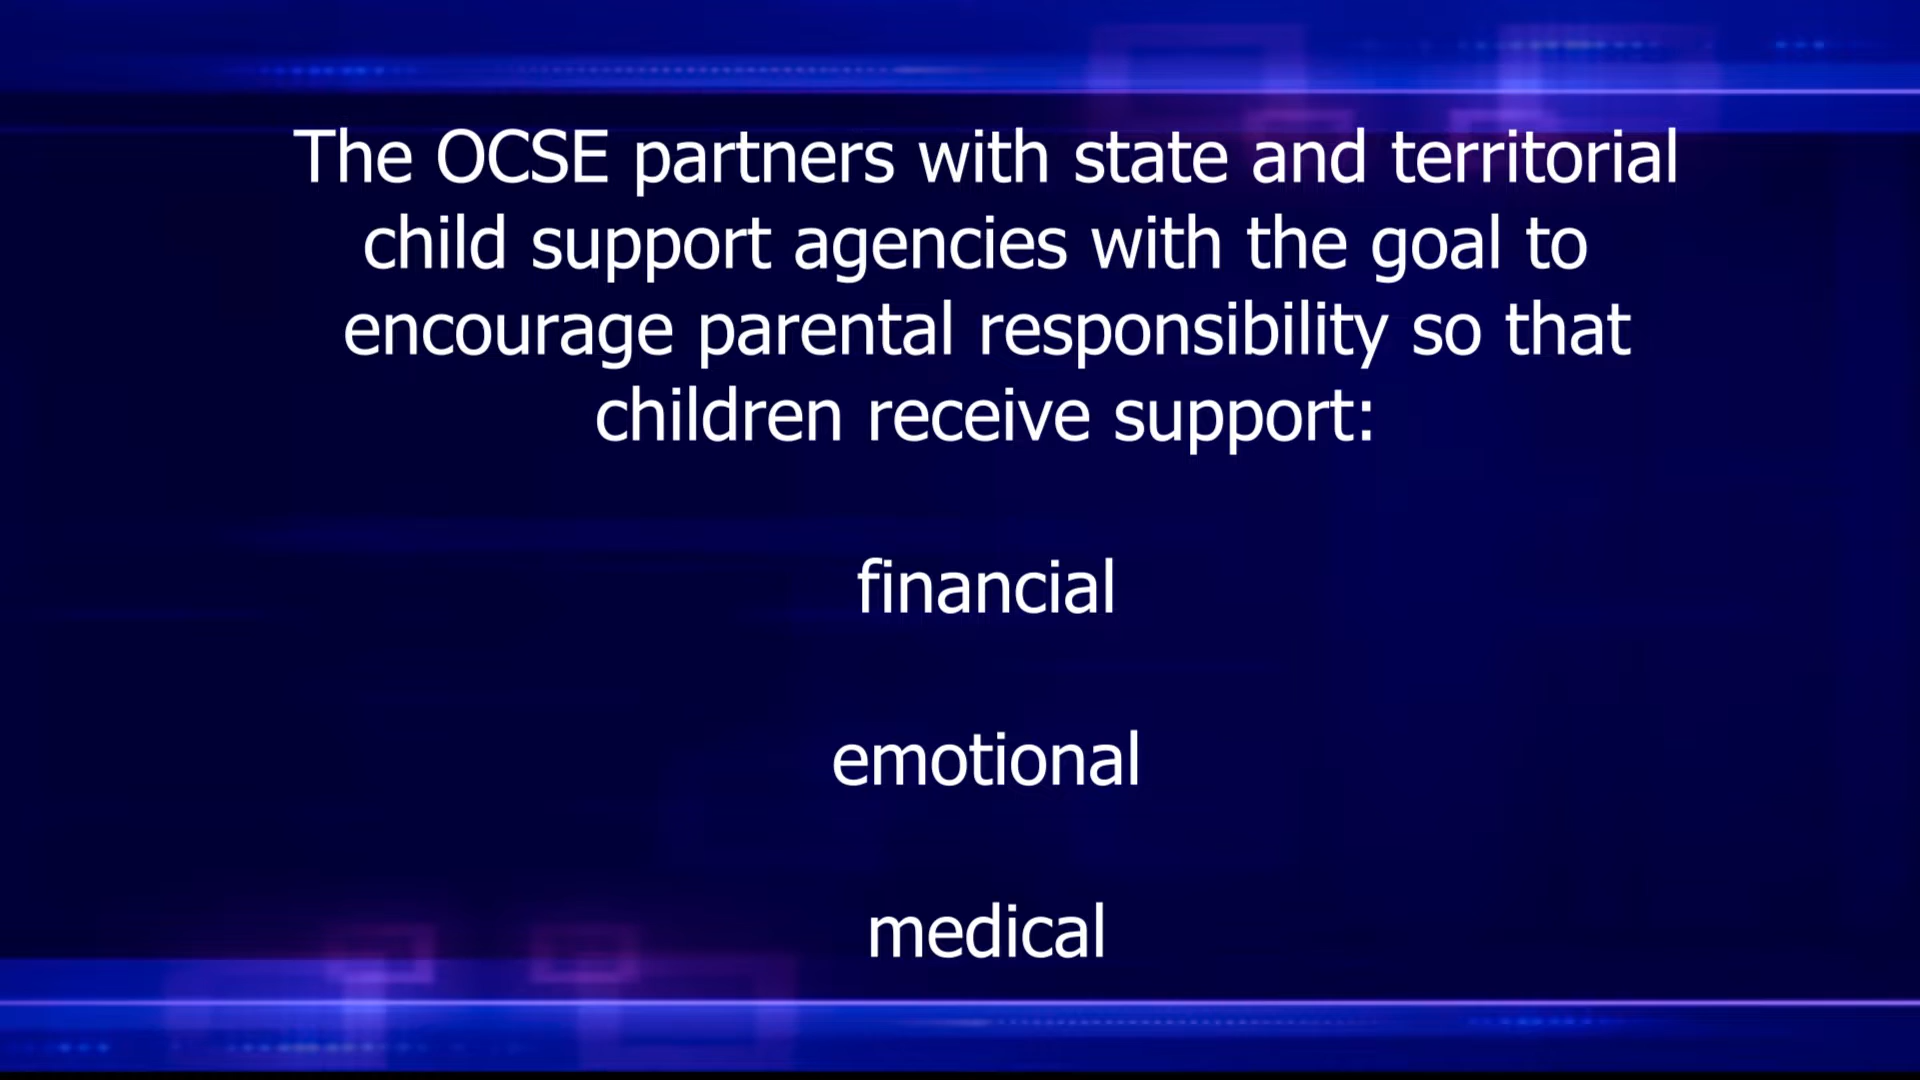 The OCSE partners with state and territorial
child support agencies with the goal to
encourage parental responsibility so that
children receive support:
financial
emotional
medical